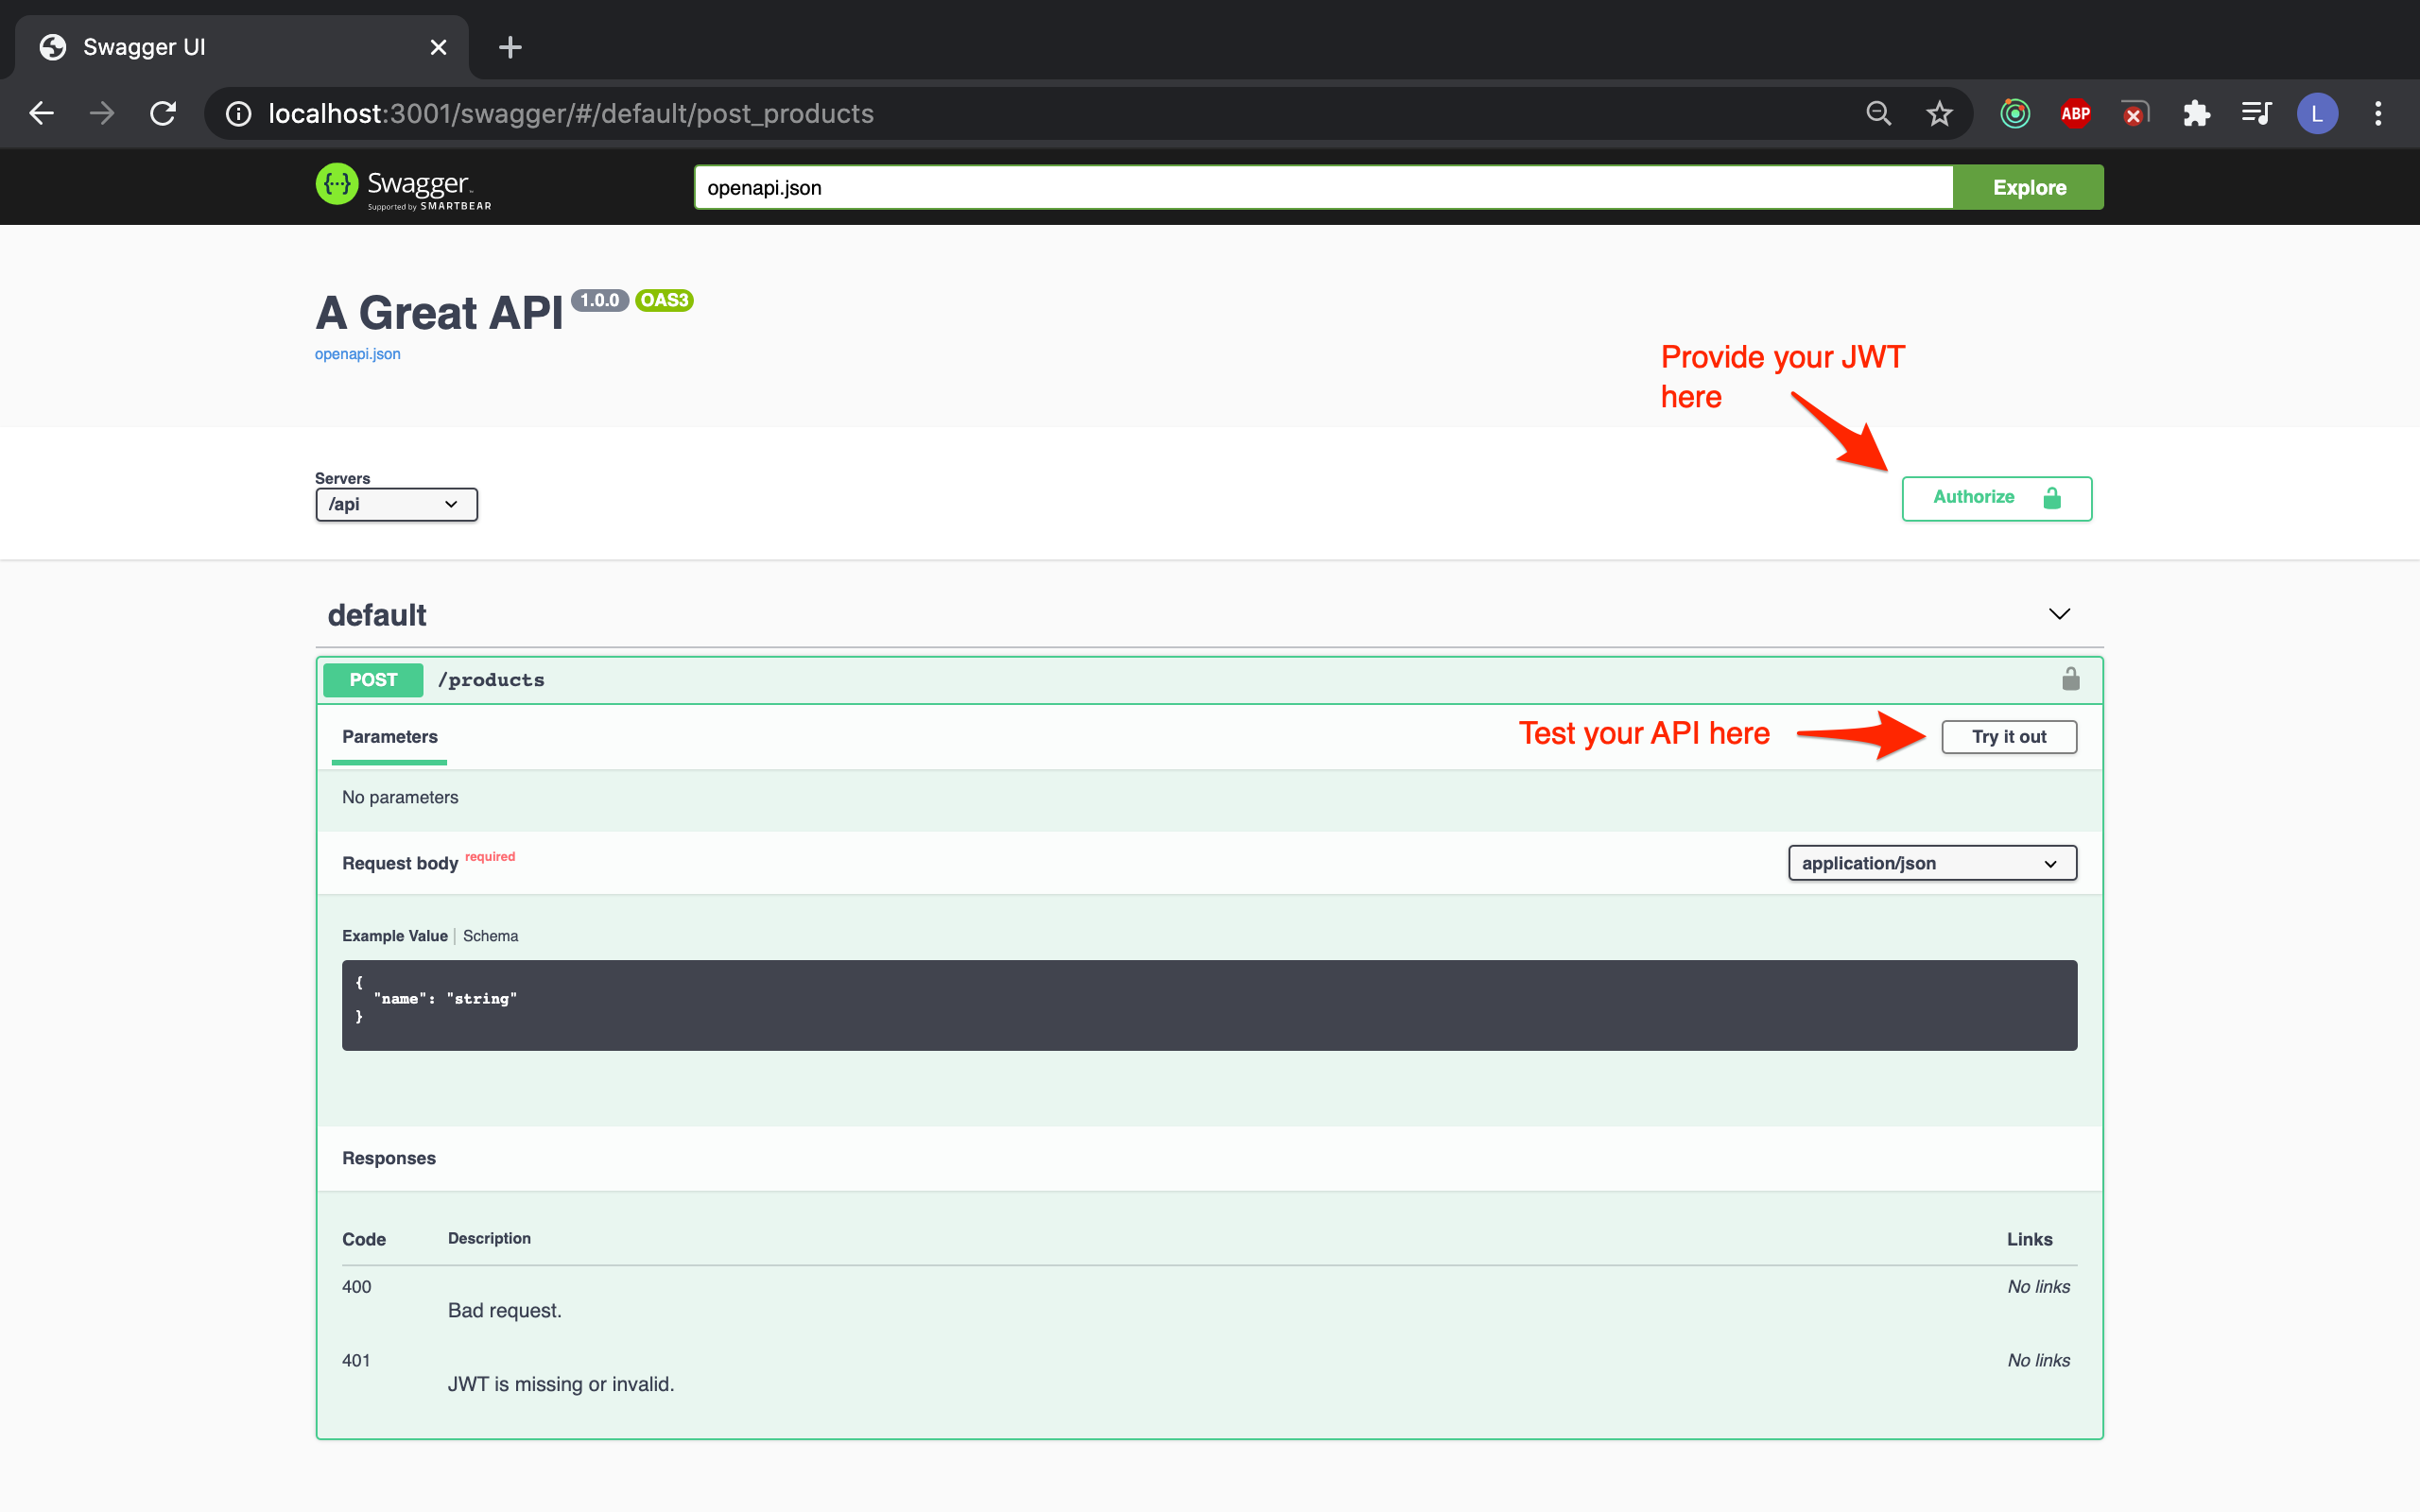 Swagger UI
localhost:3001/swagger/#/default/post_products
ABP
L
Swagger
Supported by SMARTBEAR
openapi.json
Explore
A Great API 1.0.0 OAS3
openapi.json
Provide your JWT
here
Servers
/api
Authorize
default
POST /products
Parameters
Test your API here
Try it out
No parameters
Request body required
application/json
Example Value | Schema
{
"name": "string"
}
Responses
Code Description Links
400 No links
Bad request.
401 No links
JWT is missing or invalid.